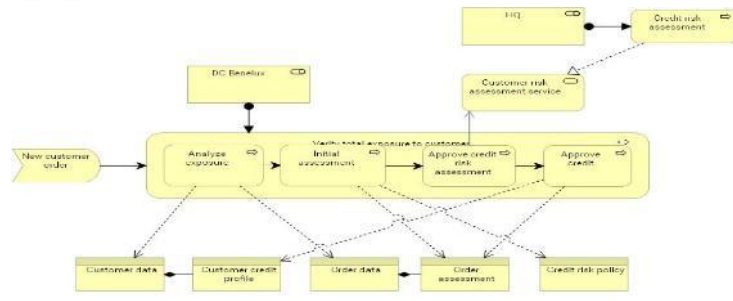 HQ
Credit risk
assessment
DC Benelux
Customer risk
assessment service
Verify total exposure to customer
New customer
order
Analyze
exposure
Initial
assessment
Approve credit
risk
assessment
Approve
credit
Customer data
Customer credit
profile
Order data
Order
assessment
Credit risk policy